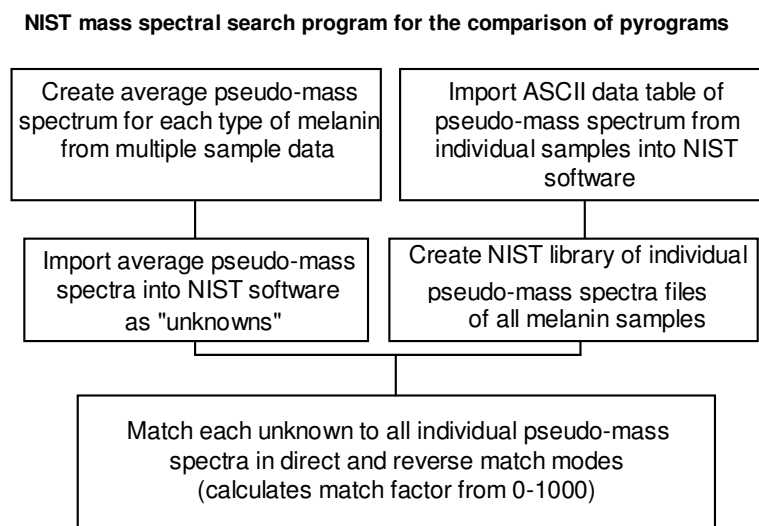 NIST mass spectral search program for the comparison of pyrograms
Create average pseudo-mass
spectrum for each type of melanin
from multiple sample data
Import ASCII data table of
pseudo-mass spectrum from
individual samples into NIST
software
Import average pseudo-mass
spectra into NIST software
as "unknowns"
Create NIST library of individual
pseudo-mass spectra files
of all melanin samples
Match each unknown to all individual pseudo-mass
spectra in direct and reverse match modes
(calculates match factor from 0-1000)